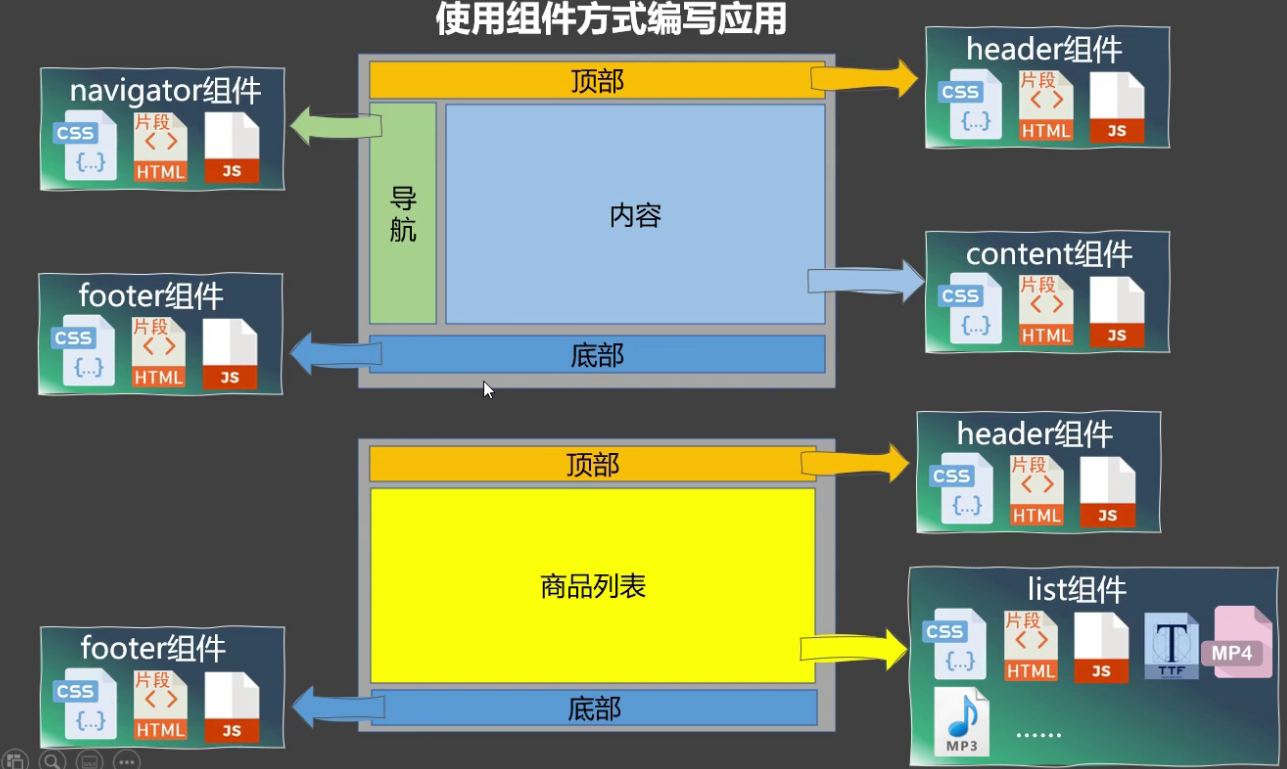 使用组件方式编写应用
navigator组件
CSS
{...}
片段
< >
HTML
JS
顶部
导
航
内容
底部
header组件
CSS
{...}
片段
< >
HTML
JS
footer组件
CSS
{...}
片段
< >
HTML
JS
content组件
CSS
{...}
片段
< >
HTML
JS
顶部
商品列表
底部
header组件
CSS
{...}
片段
< >
HTML
JS
footer组件
CSS
{...}
片段
< >
HTML
JS
list组件
CSS
{...}
片段
< >
HTML
JS
T
TTF
MP4
MP3
……